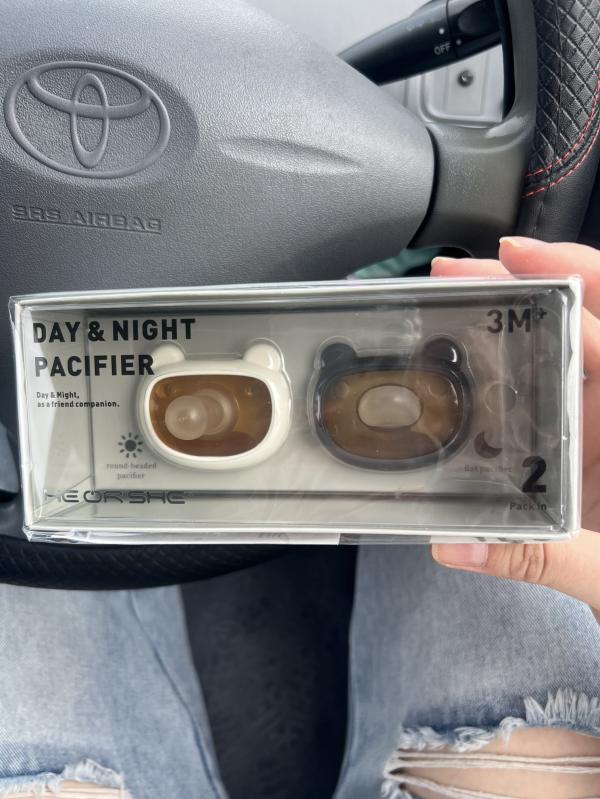 OFF
SRS AIRBAG
DAY & NIGHT
PACIFIER
3M+
Day & Night,
as a friend companion.
round-headed
pacifier
flat pacifier
HE OR SHE
2
Pack in